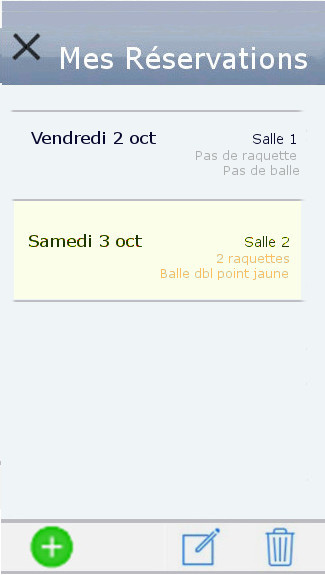 Mes Réservations
Vendredi 2 oct
Salle 1
Pas de raquette
Pas de balle
Samedi 3 oct
Salle 2
2 raquettes
Balle dbl point jaune